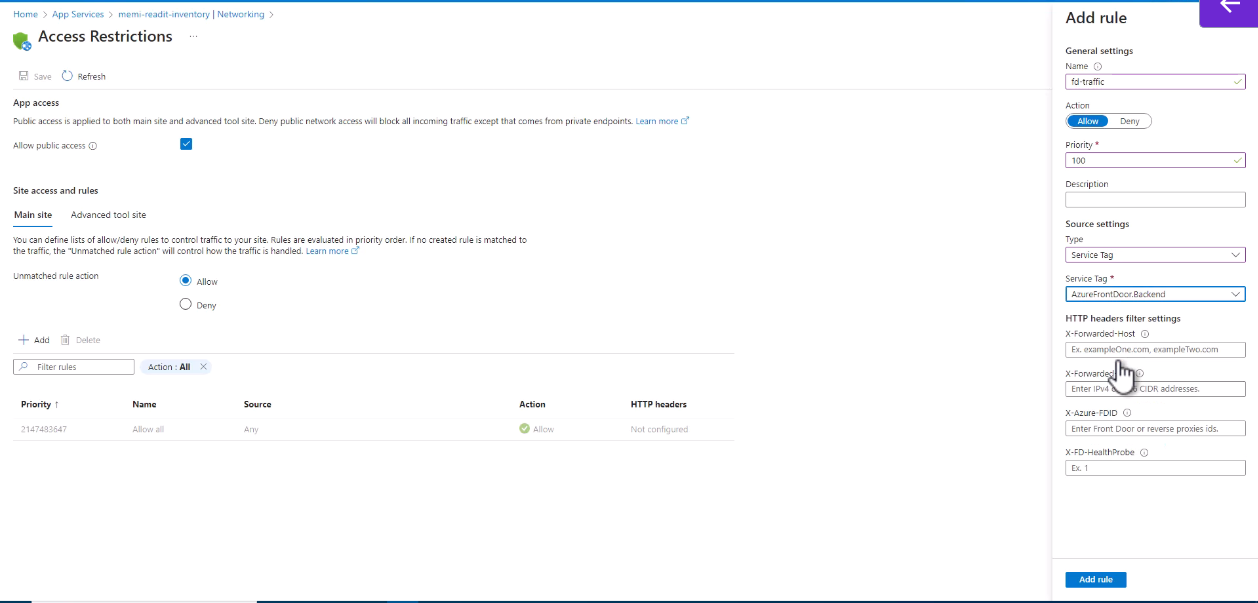 Home > App Services > memi-readit-inventory | Networking >
Access Restrictions ...
Save Refresh
App access
Public access is applied to both main site and advanced tool site. Deny public network access will block all incoming traffic except that comes from private endpoints. Learn more
Allow public access
Site access and rules
Main site Advanced tool site
You can define lists of allow/deny rules to control traffic to your site. Rules are evaluated in priority order. If no created rule is matched to
the traffic, the "Unmatched rule action" will control how the traffic is handled. Learn more
Unmatched rule action
Allow
Deny
Add Delete
Filter rules Action : All
Priority ↑ Name Source Action HTTP headers
2147483647 Allow all Any Allow Not configured
Add rule
General settings
Name
fd-traffic
Action
Allow Deny
Priority *
100
Description
Source settings
Type
Service Tag
Service Tag *
AzureFrontDoor.Backend
HTTP headers filter settings
X-Forwarded-Host
Ex. exampleOne.com, exampleTwo.com
X-Forwarded
Enter IPv4 CIDR addresses.
X-Azure-FDID
Enter Front Door or reverse proxies ids.
X-FD-HealthProbe
Ex. 1
Add rule